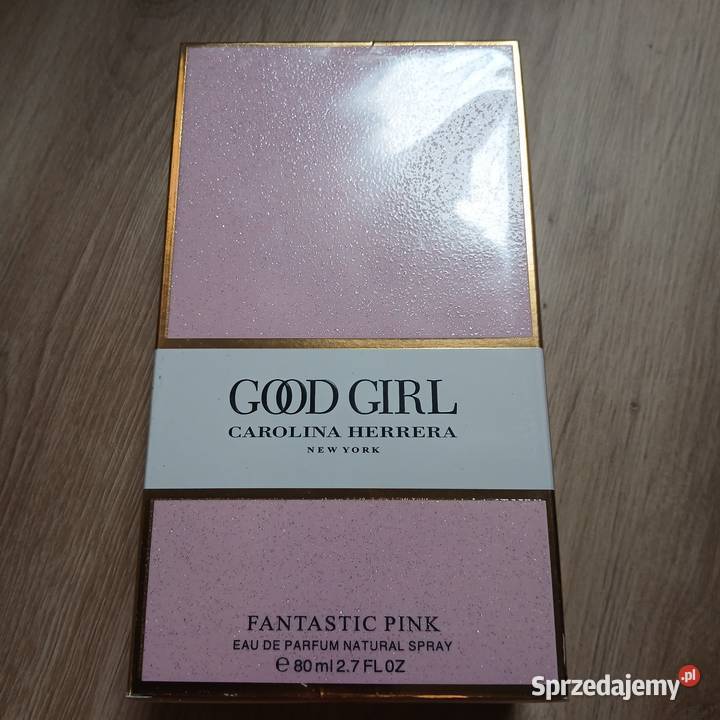 GOOD GIRL
CAROLINA HERRERA
NEW YORK
FANTASTIC PINK
EAU DE PARFUM NATURAL SPRAY
℮ 80 ml 2.7 FL OZ
Sprzedajemy.pl